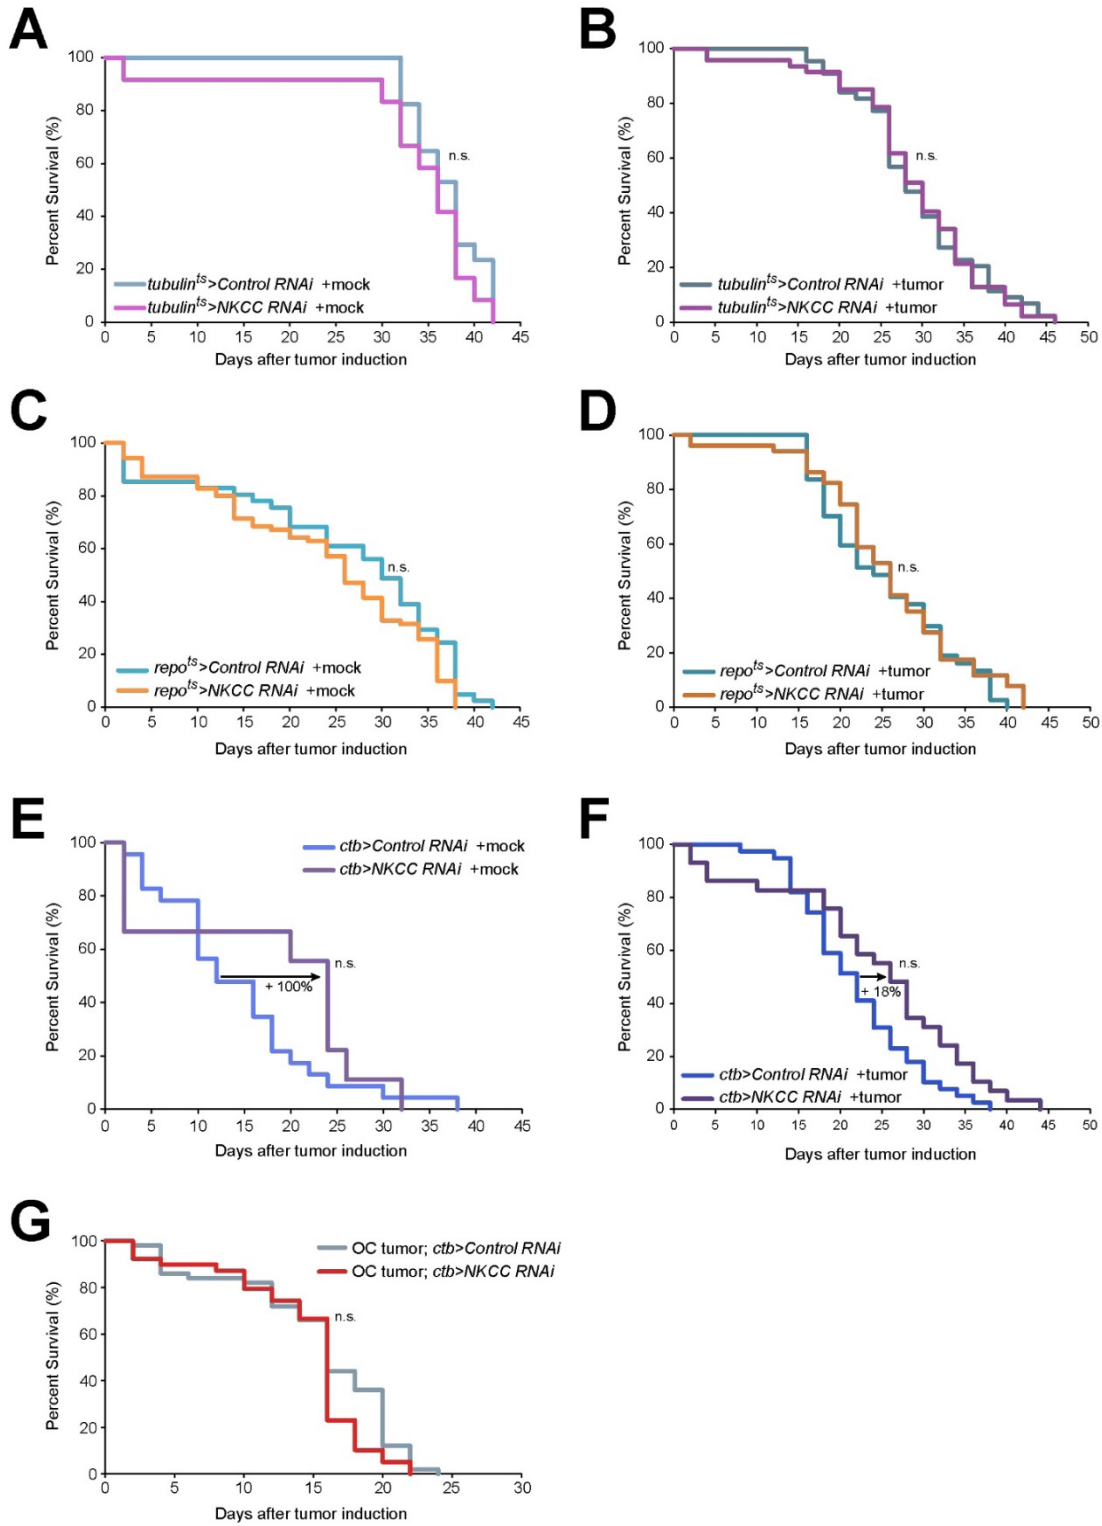 A
Percent Survival (%)
100
80
60
40
20
0
n.s.
tubulin^ts>Control RNAi +mock
tubulin^ts>NKCC RNAi +mock
0 5 10 15 20 25 30 35 40 45
Days after tumor induction
B
Percent Survival (%)
100
80
60
40
20
0
n.s.
tubulin^ts>Control RNAi +tumor
tubulin^ts>NKCC RNAi +tumor
0 5 10 15 20 25 30 35 40 45 50
Days after tumor induction
C
Percent Survival (%)
100
80
60
40
20
0
n.s.
repo^ts>Control RNAi +mock
repo^ts>NKCC RNAi +mock
0 5 10 15 20 25 30 35 40 45
Days after tumor induction
D
Percent Survival (%)
100
80
60
40
20
0
n.s.
repo^ts>Control RNAi +tumor
repo^ts>NKCC RNAi +tumor
0 5 10 15 20 25 30 35 40 45 50
Days after tumor induction
E
Percent Survival (%)
100
80
60
40
20
0
ctb>Control RNAi +mock
ctb>NKCC RNAi +mock
n.s.
+ 100%
0 5 10 15 20 25 30 35 40 45
Days after tumor induction
F
Percent Survival (%)
100
80
60
40
20
0
n.s.
+ 18%
ctb>Control RNAi +tumor
ctb>NKCC RNAi +tumor
0 5 10 15 20 25 30 35 40 45 50
Days after tumor induction
G
Percent Survival (%)
100
80
60
40
20
0
OC tumor; ctb>Control RNAi
OC tumor; ctb>NKCC RNAi
n.s.
0 5 10 15 20 25 30
Days after tumor induction